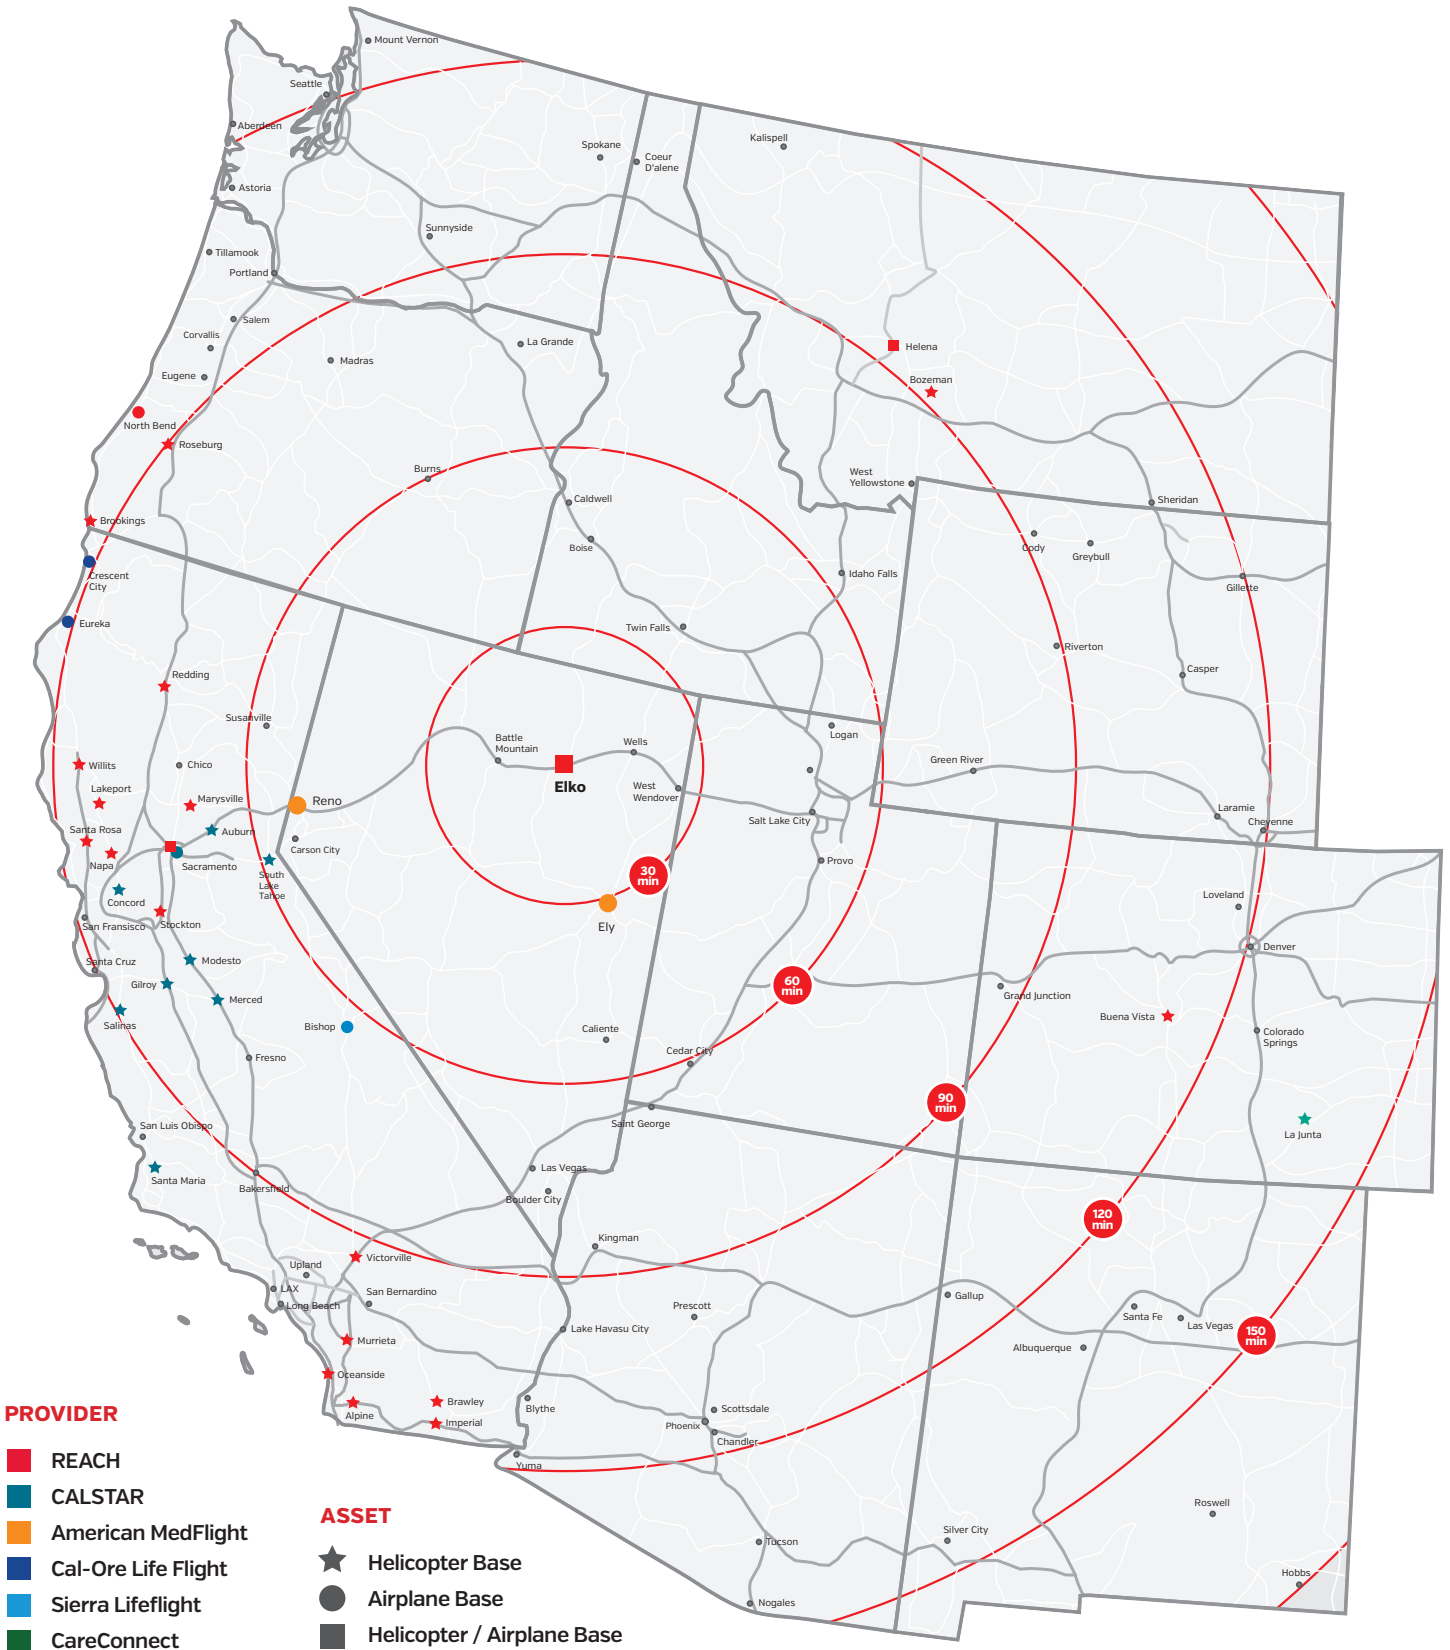 Mount Vernon
Seattle
Aberdeen
Spokane
Coeur
D'alene
Kalispell
Astoria
Sunnyside
Tillamook
Portland
Salem
Corvallis
Madras
La Grande
Helena
Eugene
Bozeman
North Bend
Roseburg
Burns
West
Yellowstone
Caldwell
Sheridan
Brookings
Boise
Cody
Greybull
Crescent
City
Idaho Falls
Gillette
Eureka
Twin Falls
Riverton
Redding
Casper
Susanville
Logan
Battle
Mountain
Wells
Green River
Willits
Chico
Elko
West
Wendover
Lakeport
Marysville
Reno
Salt Lake City
Laramie
Cheyenne
Santa Rosa
Auburn
Carson City
Napa
Sacramento
Provo
South
Lake
Tahoe
30
min
Concord
Loveland
San Fransisco
Stockton
Ely
Denver
Santa Cruz
Modesto
Gilroy
Merced
60
min
Grand Junction
Salinas
Bishop
Caliente
Buena Vista
Colorado
Springs
Fresno
Cedar City
90
min
San Luis Obispo
Saint George
La Junta
Santa Maria
Bakersfield
Las Vegas
Boulder City
120
min
Kingman
Victorville
Upland
LAX
Long Beach
San Bernardino
Gallup
Prescott
Santa Fe
Las Vegas
Lake Havasu City
150
min
Murrieta
Albuquerque
Oceanside
Brawley
Alpine
Imperial
Blythe
Scottsdale
Phoenix
Chandler
Yuma
Roswell
Silver City
Tucson
Hobbs
Nogales
PROVIDER
REACH
CALSTAR
American MedFlight
Cal-Ore Life Flight
Sierra Lifeflight
CareConnect
ASSET
Helicopter Base
Airplane Base
Helicopter / Airplane Base